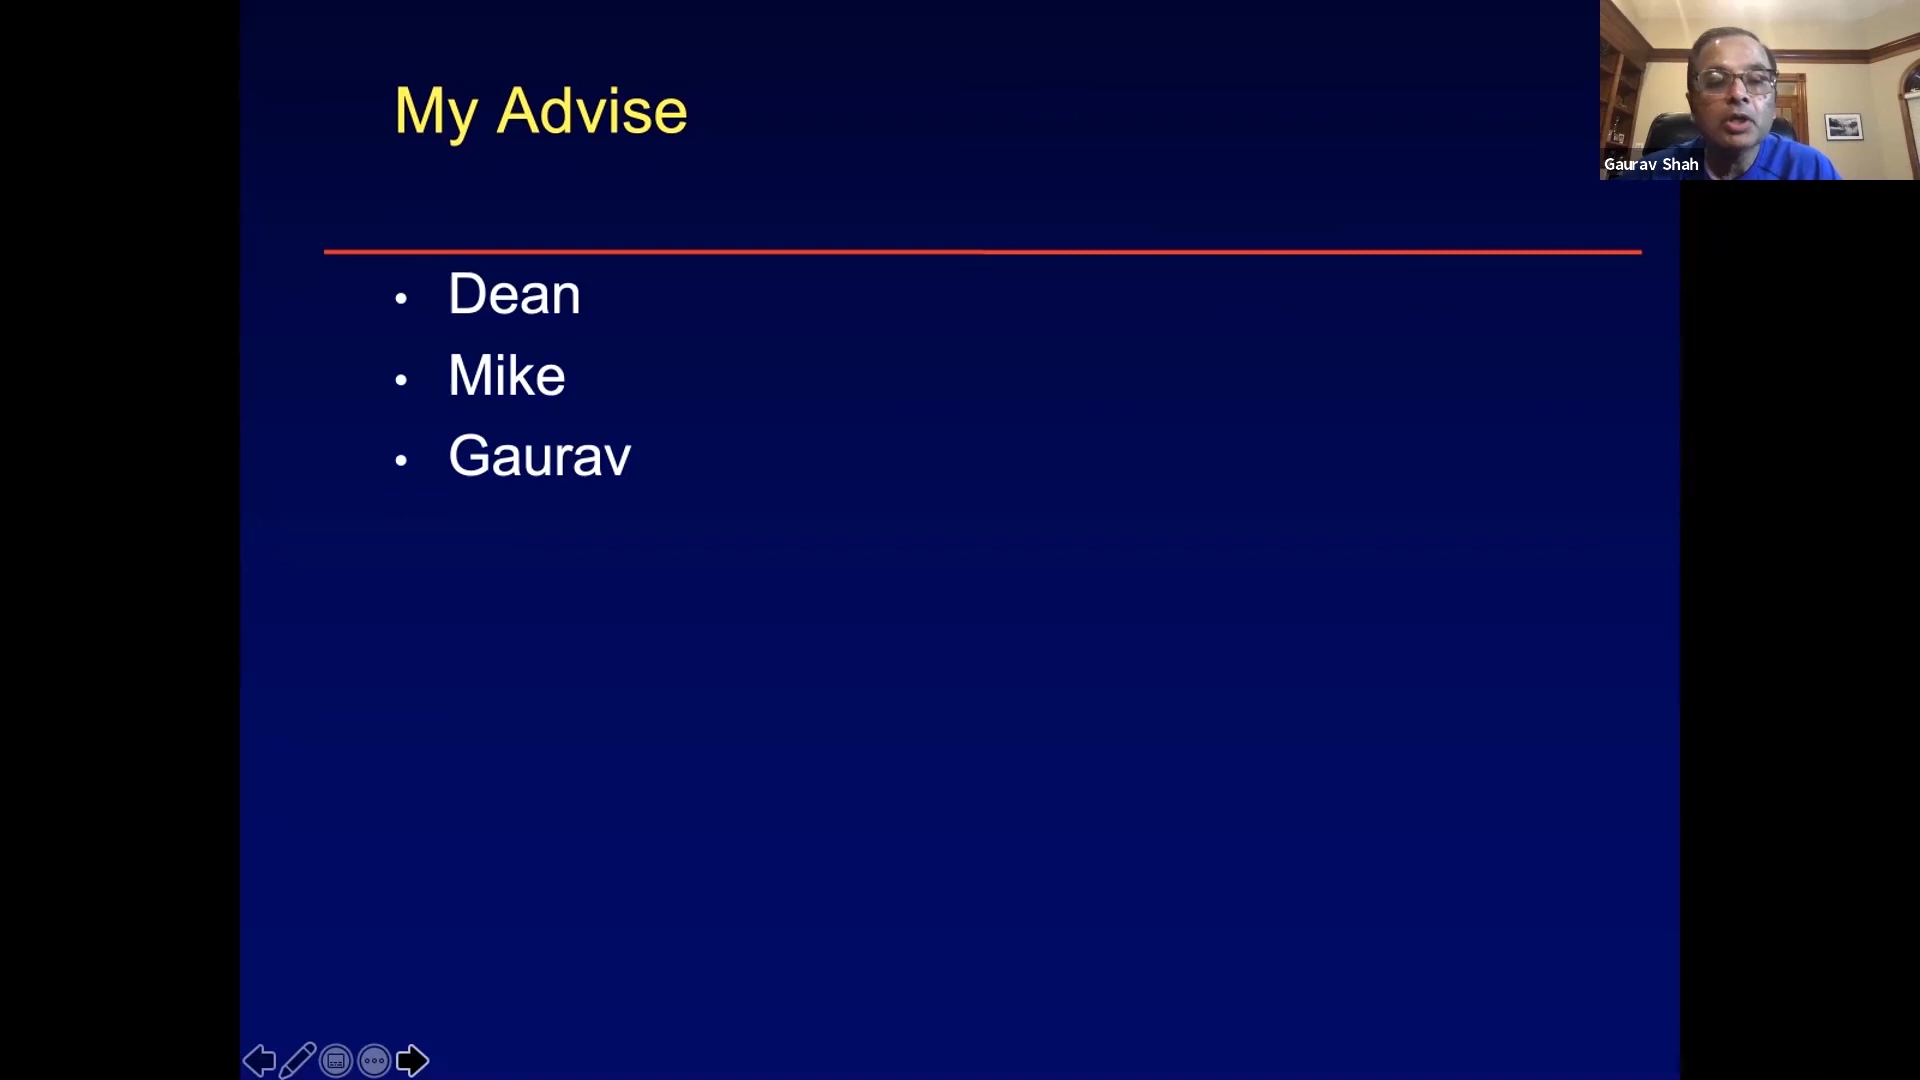 My Advise
Gaurav Shah
• Dean
• Mike
• Gaurav